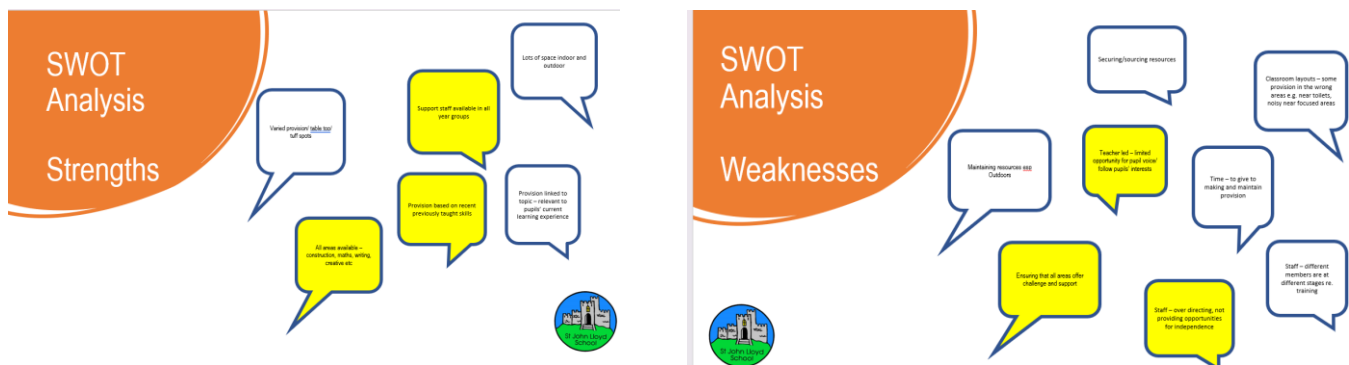 SWOT
Analysis
Strengths
Lots of space indoor and
outdoor
Support staff available in all
year groups
Varied provision/ table top/
tuff spots
Provision based on recent
previously taught skills
Provision linked to
topic – relevant to
pupils' current
learning experience
All areas available –
construction, maths, writing,
creative etc
St John Lloyd
School
SWOT
Analysis
Weaknesses
Securing/sourcing resources
Classroom layouts – some
provision in the wrong
areas e.g. near toilets,
noisy near focused areas
Maintaining resources esp
Outdoors
Teacher led – limited
opportunity for pupil voice/
follow pupils' interests
Time – to give to
making and maintain
provision
Ensuring that all areas offer
challenge and support
Staff – different
members are at
different stages re.
training
Staff – over directing, not
providing opportunities
for independence
St John Lloyd
School